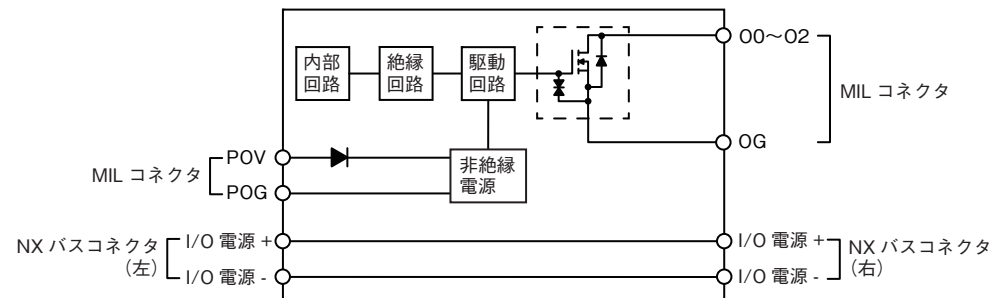 内部
回路
絶縁
回路
駆動
回路
O0～O2
MIL コネクタ
OG
MIL コネクタ
POV
POG
非絶縁
電源
NX バスコネクタ
(左)
I/O 電源 +
I/O 電源 -
I/O 電源 +
I/O 電源 -
NX バスコネクタ
(右)